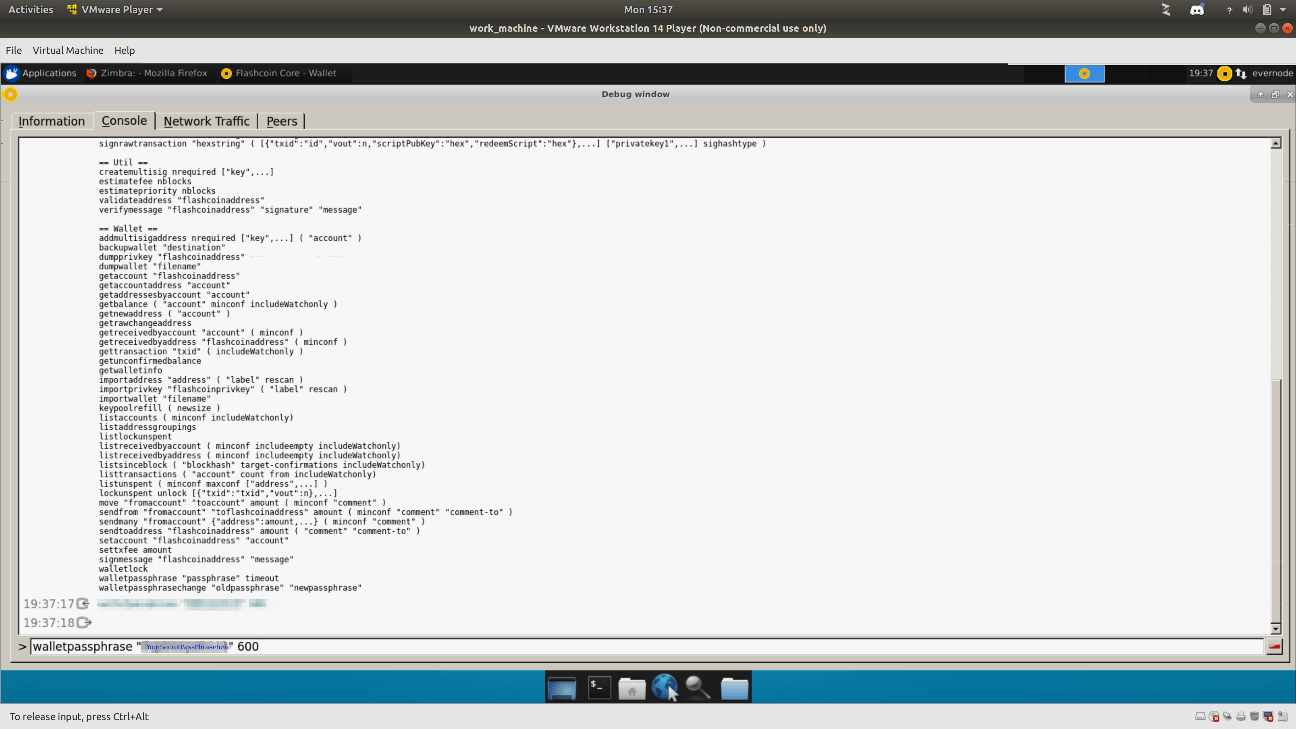 Activities VMware Player Mon 15:37 ?
work_machine - VMware Workstation 14 Player (Non-commercial use only)
File Virtual Machine Help
Applications Zimbra: - Mozilla Firefox Flashcoin Core - Wallet 19:37 evernode
Debug window
Information Console Network Traffic Peers
signrawtransaction "hexstring" ( [{"txid":"id","vout":n,"scriptPubKey":"hex","redeemScript":"hex"},...] ["privatekey1",...] sighashtype )
== Util ==
createmultisig nrequired ["key",...]
estimatefee nblocks
estimatepriority nblocks
validateaddress "flashcoinaddress"
verifymessage "flashcoinaddress" "signature" "message"
== Wallet ==
addmultisigaddress nrequired ["key",...] ( "account" )
backupwallet "destination"
dumpprivkey "flashcoinaddress"
dumpwallet "filename"
getaccount "flashcoinaddress"
getaccountaddress "account"
getaddressesbyaccount "account"
getbalance ( "account" minconf includeWatchonly )
getnewaddress ( "account" )
getrawchangeaddress
getreceivedbyaccount "account" ( minconf )
getreceivedbyaddress "flashcoinaddress" ( minconf )
gettransaction "txid" ( includeWatchonly )
getunconfirmedbalance
getwalletinfo
importaddress "address" ( "label" rescan )
importprivkey "flashcoinprivkey" ( "label" rescan )
importwallet "filename"
keypoolrefill ( newsize )
listaccounts ( minconf includeWatchonly)
listaddressgroupings
listlockunspent
listreceivedbyaccount ( minconf includeempty includeWatchonly)
listreceivedbyaddress ( minconf includeempty includeWatchonly)
listsinceblock ( "blockhash" target-confirmations includeWatchonly)
listtransactions ( "account" count from includeWatchonly)
listunspent ( minconf maxconf ["address",...] )
lockunspent unlock [{"txid":"txid","vout":n},...]
move "fromaccount" "toaccount" amount ( minconf "comment" )
sendfrom "fromaccount" "toflashcoinaddress" amount ( minconf "comment" "comment-to" )
sendmany "fromaccount" {"address":amount,...} ( minconf "comment" )
sendtoaddress "flashcoinaddress" amount ( "comment" "comment-to" )
setaccount "flashcoinaddress" "account"
settxfee amount
signmessage "flashcoinaddress" "message"
walletlock
walletpassphrase "passphrase" timeout
walletpassphrasechange "oldpassphrase" "newpassphrase"
19:37:17
19:37:18
> walletpassphrase "YourSecretPassPhrasehere" 600
$ _
To release input, press Ctrl+Alt